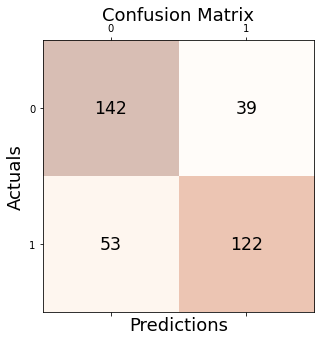 Confusion Matrix
0 1
0 142 39
Actuals
1 53 122
Predictions